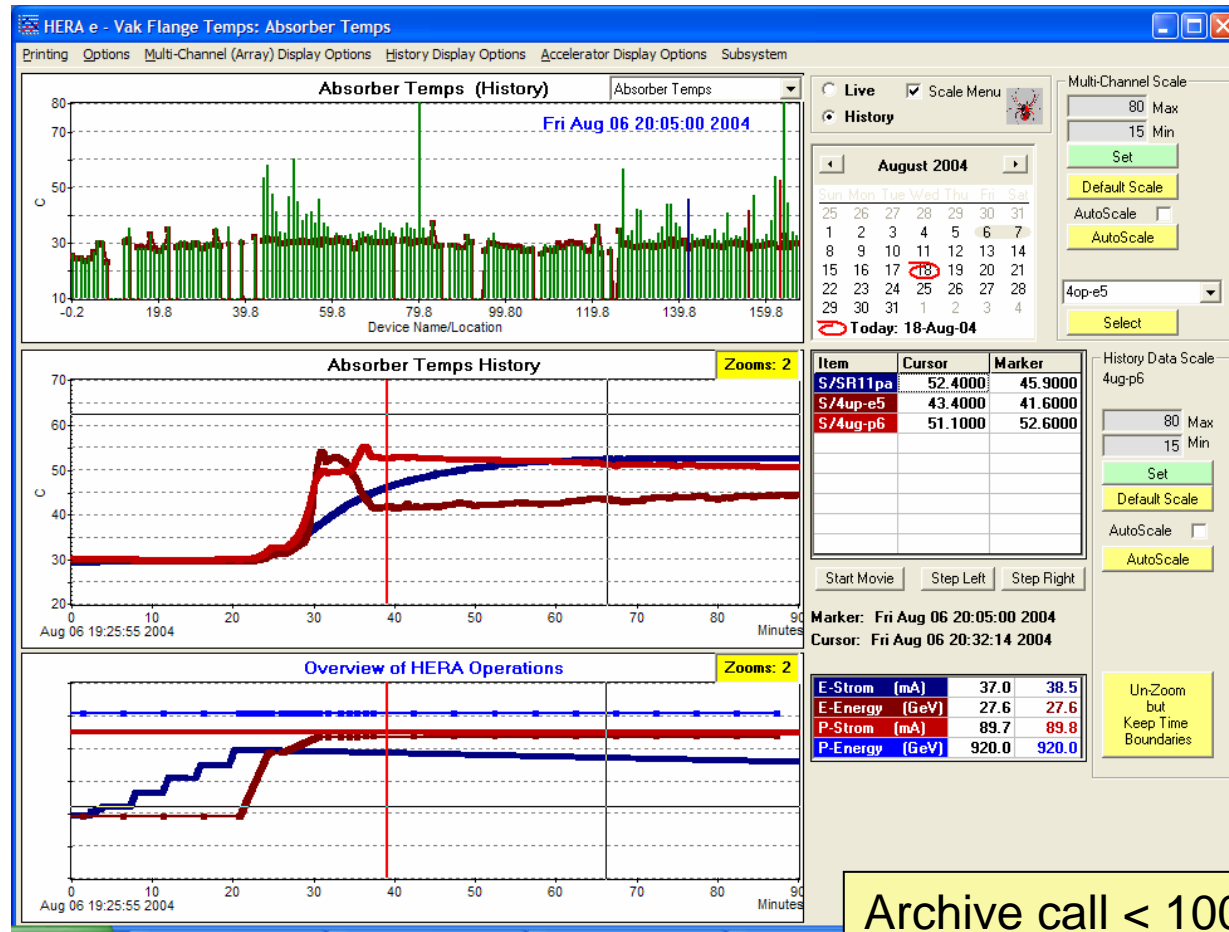 HERA e - Vak Flange Temps: Absorber Temps
Printing Options Multi-Channel (Array) Display Options History Display Options Accelerator Display Options Subsystem
Absorber Temps (History)
Absorber Temps
Fri Aug 06 20:05:00 2004
80
70
50
30
10
C
-0.2 19.8 39.8 59.8 79.8 99.80 119.8 139.8 159.8
Device Name/Location
Live
Scale Menu
History
August 2004
Sun Mon Tue Wed Thu Fri Sat
25 26 27 28 29 30 31
1 2 3 4 5 6 7
8 9 10 11 12 13 14
15 16 17 18 19 20 21
22 23 24 25 26 27 28
29 30 31 1 2 3 4
Today: 18-Aug-04
Multi-Channel Scale
80 Max
15 Min
Set
Default Scale
AutoScale
AutoScale
4op-e5
Select
Absorber Temps History
Zooms: 2
70
60
50
C
40
30
20
0 10 20 30 40 50 60 70 80 90
Aug 06 19:25:55 2004
Minutes
Item Cursor Marker
S/SR11pa 52.4000 45.9000
S/4up-e5 43.4000 41.6000
S/4ug-p6 51.1000 52.6000
Start Movie Step Left Step Right
Marker: Fri Aug 06 20:05:00 2004
Cursor: Fri Aug 06 20:32:14 2004
History Data Scale
4ug-p6
80 Max
15 Min
Set
Default Scale
AutoScale
AutoScale
Overview of HERA Operations
Zooms: 2
0 10 20 30 40 50 60 70 80 90
Aug 06 19:25:55 2004
Minutes
E-Strom (mA) 37.0 38.5
E-Energy (GeV) 27.6 27.6
P-Strom (mA) 89.7 89.8
P-Energy (GeV) 920.0 920.0
Un-Zoom
but
Keep Time
Boundaries
Archive call < 100